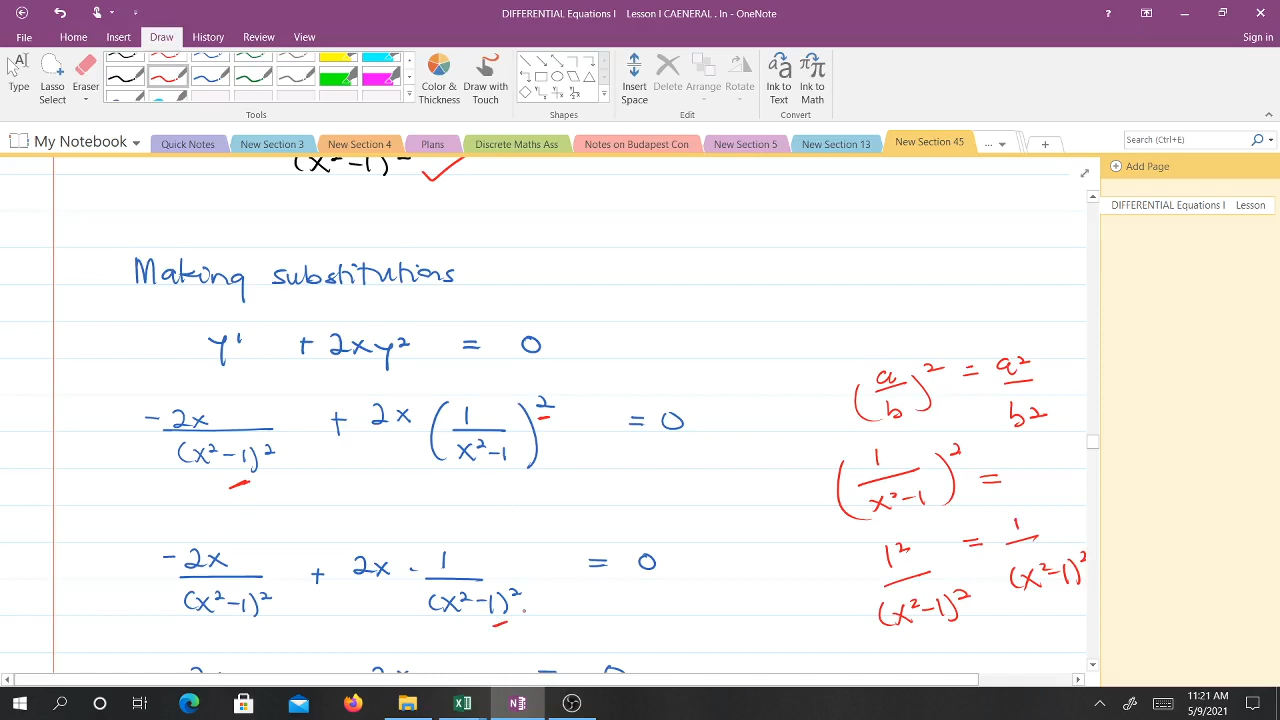 DIFFERENTIAL Equations I Lesson I CAENERAL . In - OneNote
File Home Insert Draw History Review View Sign in
Type
Lasso Select
Eraser
Color & Thickness
Draw with Touch
Insert Space
Delete
Arrange
Rotate
Ink to Text
Ink to Math
Tools Shapes Edit Convert
My Notebook Quick Notes New Section 3 New Section 4 Plans Discrete Maths Ass Notes on Budapest Con New Section 5 New Section 13 New Section 45 ... + Search (Ctrl+E)
Add Page
DIFFERENTIAL Equations I Lesson
(x²-1)²
Making substitutions
y' + 2xy² = 0
-2x/(x²-1)² + 2x (1/(x²-1))² = 0
-2x/(x²-1)² + 2x · 1/(x²-1)² = 0
(a/b)² = a²/b²
(1/(x²-1))² =
1²/(x²-1)² = 1/(x²-1)²
11:21 AM
5/9/2021